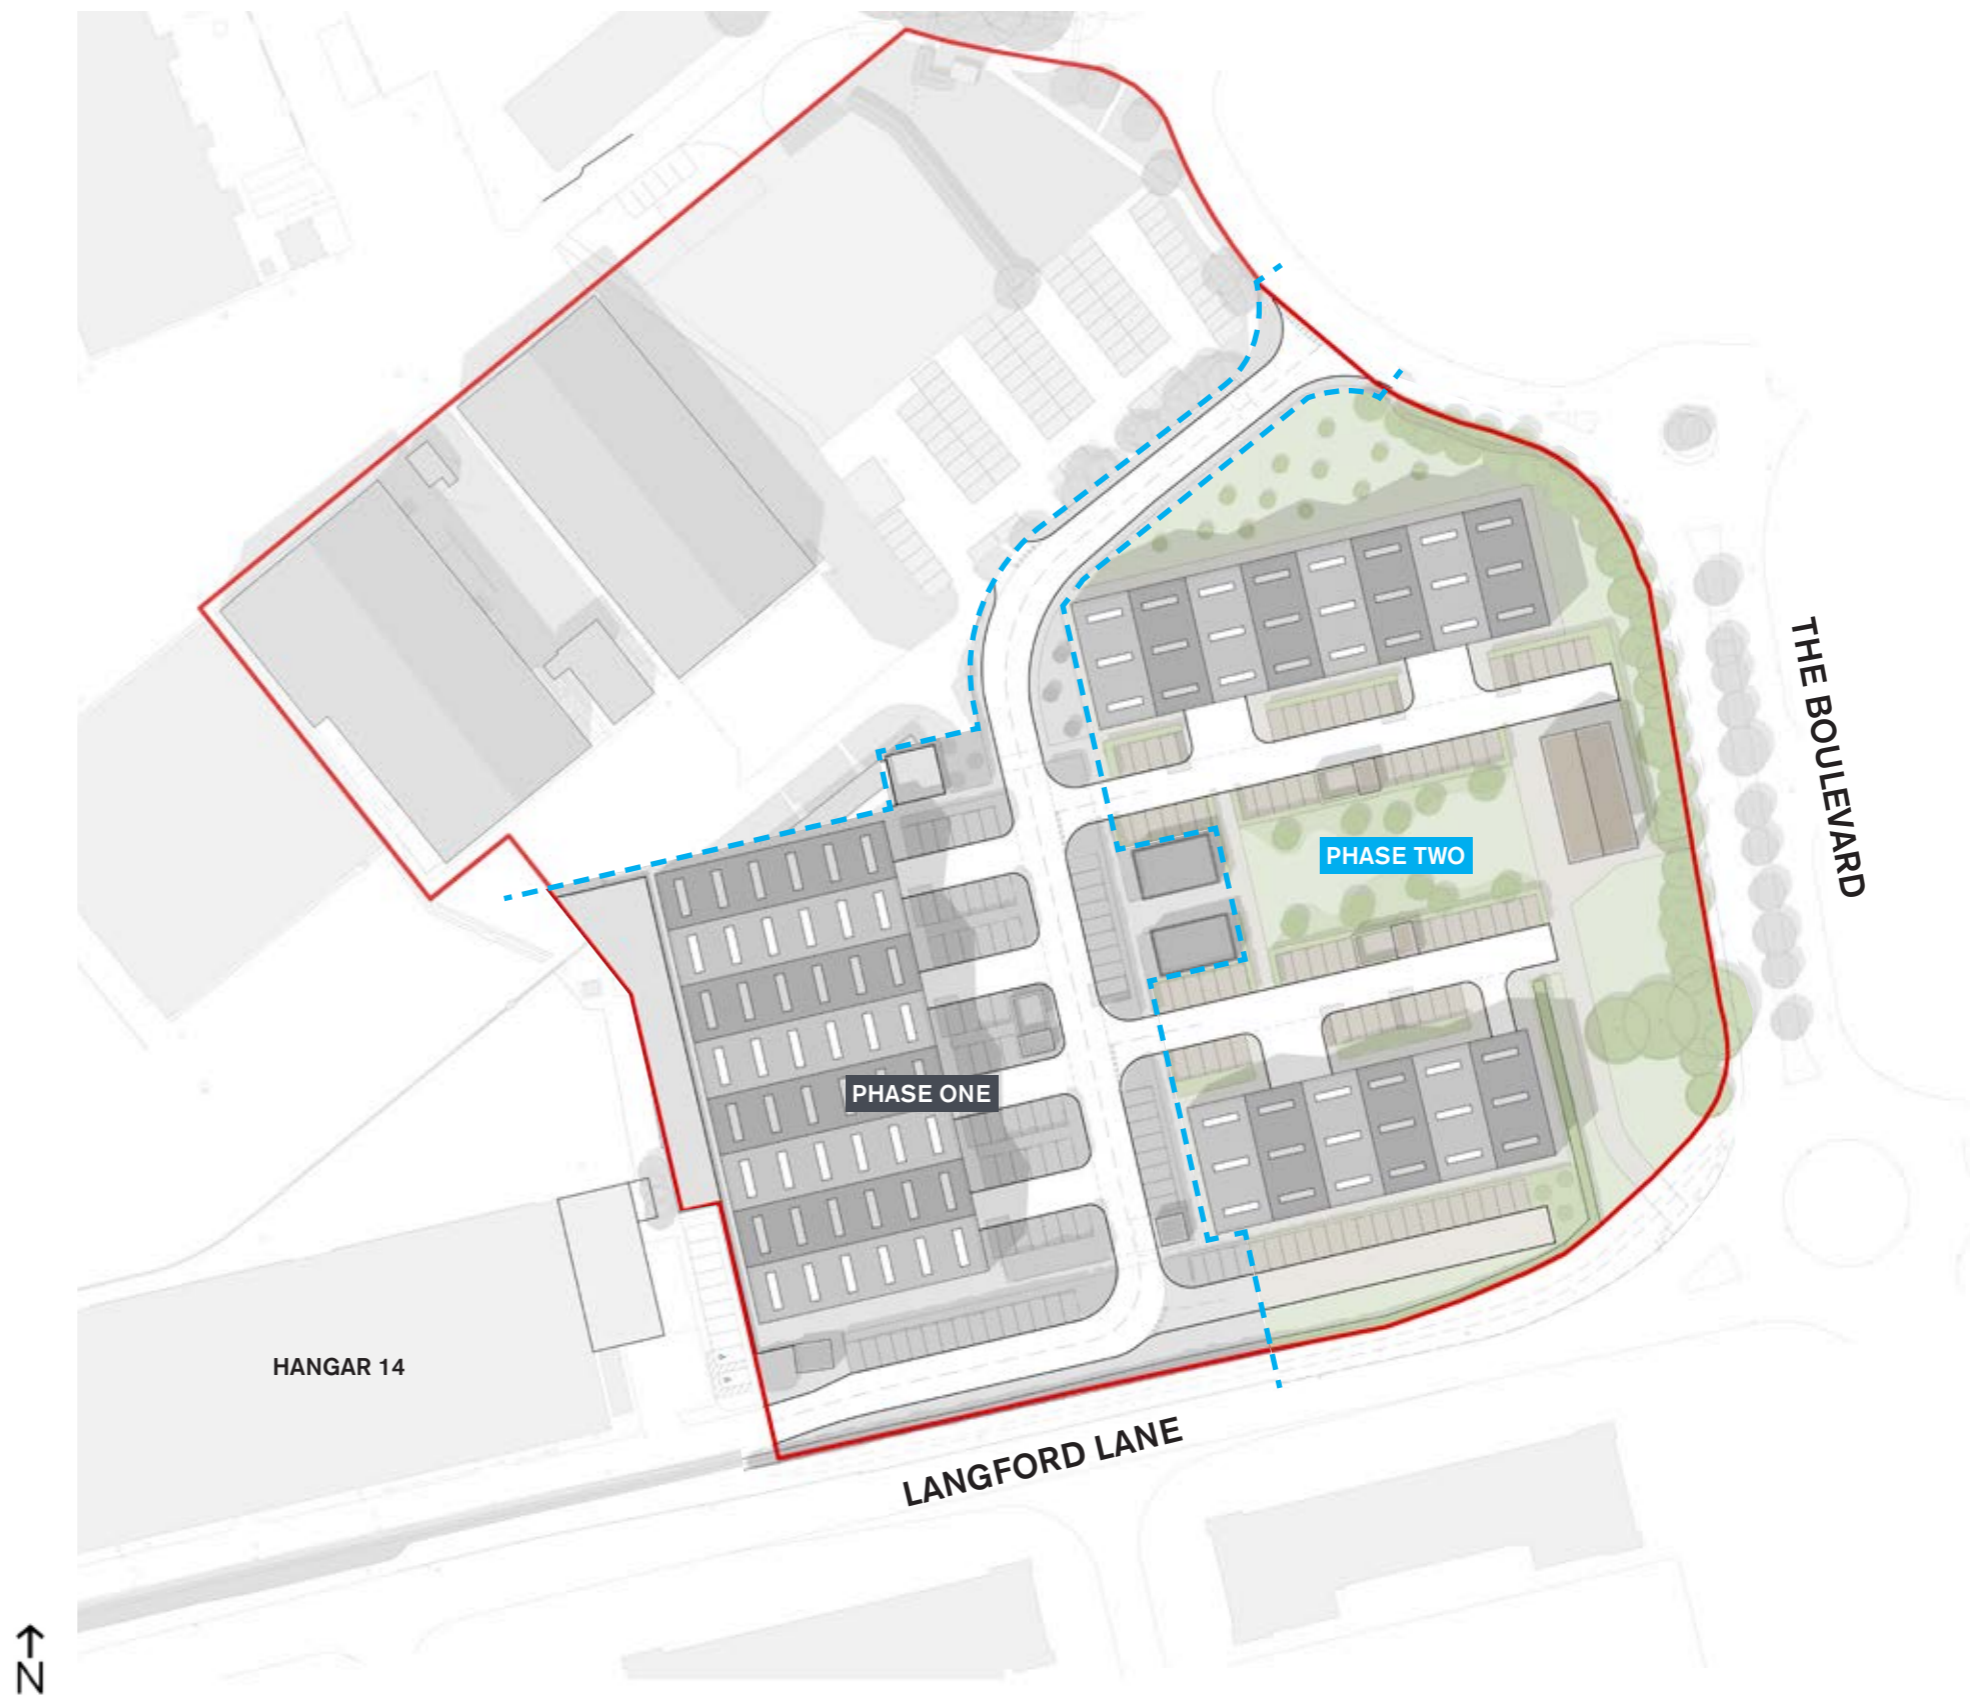 THE BOULEVARD
PHASE TWO
PHASE ONE
HANGAR 14
LANGFORD LANE
N